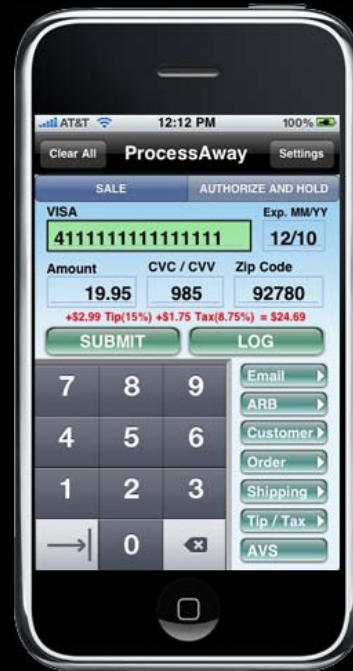 AT&T 12:12 PM 100%
Clear All ProcessAway Settings
SALE AUTHORIZE AND HOLD
VISA Exp. MM/YY
4111111111111111 12/10
Amount CVC / CVV Zip Code
19.95 985 92780
+$2.99 Tip(15%) +$1.75 Tax(8.75%) = $24.69
SUBMIT LOG
7 8 9 Email
ARB
4 5 6 Customer
Order
1 2 3 Shipping
Tip / Tax
0 AVS